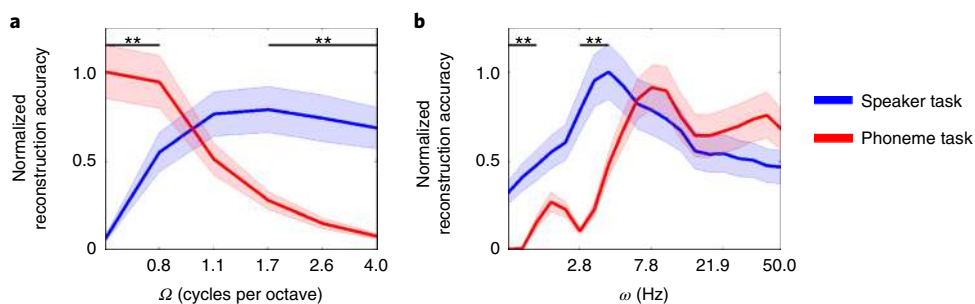 a
**
**
1.0
0.5
0
Normalized
reconstruction accuracy
0.8 1.1 1.7 2.6 4.0
Ω (cycles per octave)
b
**
**
1.0
0.5
0
Normalized
reconstruction accuracy
2.8 7.8 21.9 50.0
ω (Hz)
Speaker task
Phoneme task